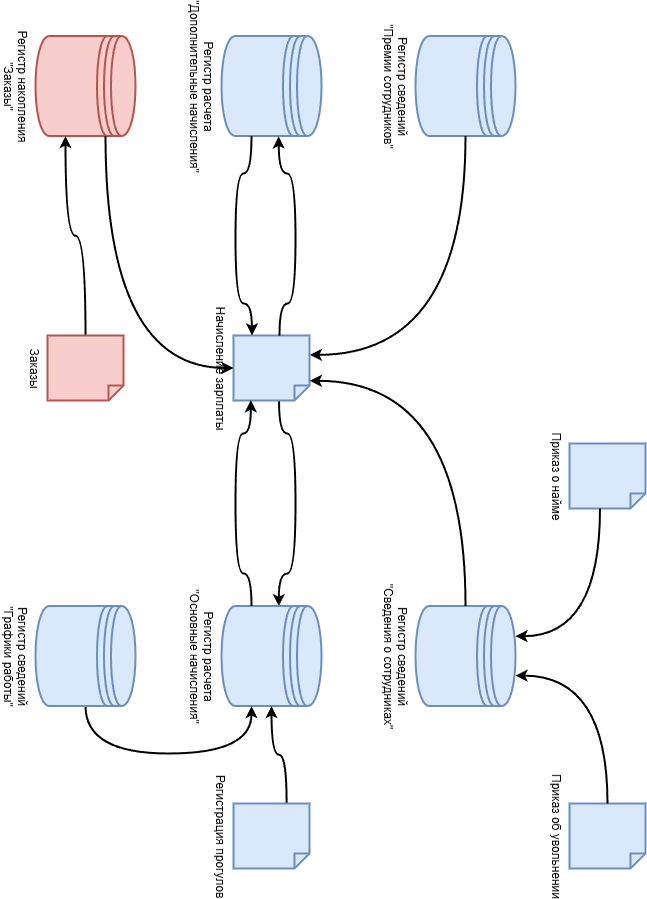 Приказ о найме
Приказ об увольнении
Регистр сведений
"Премии сотрудников"
Регистр сведений
"Сведения о сотрудниках"
Регистр расчета
"Дополнительные начисления"
Начисление зарплаты
Регистр расчета
"Основные начисления"
Регистрация прогулов
Регистр накопления
"Заказы"
Заказы
Регистр сведений
"Графики работы"